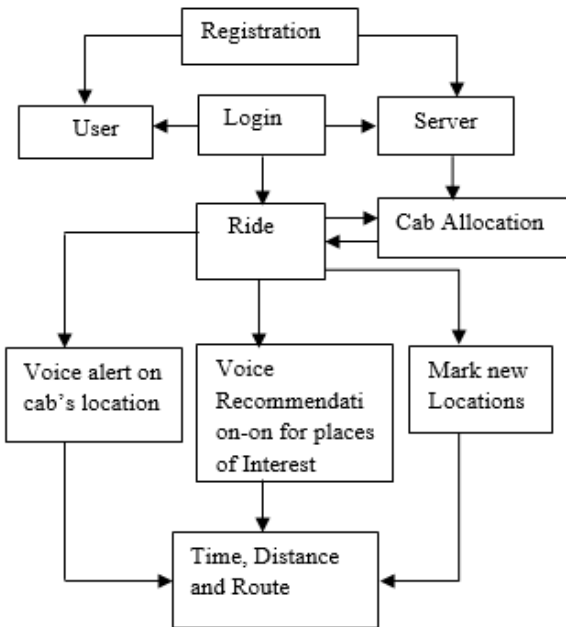 Registration
User
Login
Server
Ride
Cab Allocation
Voice alert on
cab’s location
Voice
Recommendati
on-on for places
of Interest
Mark new
Locations
Time, Distance
and Route